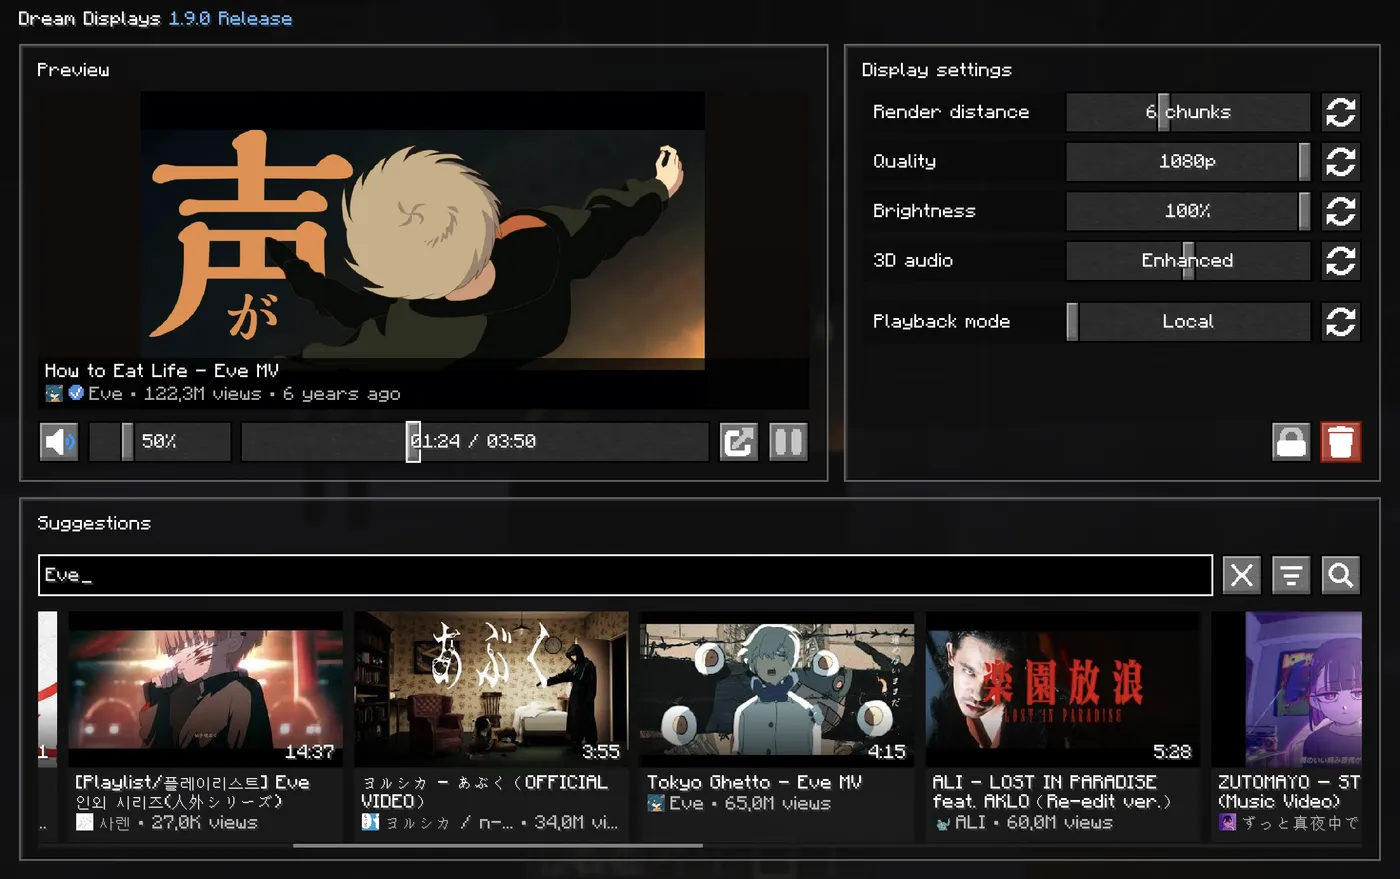 Dream Displays 1.9.0 Release
Preview
声
が
How to Eat Life - Eve MV
Eve • 122,3M views • 6 years ago
50%
01:24 / 03:50
Display settings
Render distance
6 chunks
Quality
1080p
Brightness
100%
3D audio
Enhanced
Playback mode
Local
Suggestions
Eve_
1
..
14:37
[Playlist/플레이리스트] Eve
인외 시리즈(人外シリーズ)
사렌 • 27,0K views
あぶく
3:55
ヨルシカ - あぶく (OFFICIAL
VIDEO)
ヨルシカ / n-... • 34,0M vi...
4:15
Tokyo Ghetto - Eve MV
Eve • 65,0M views
楽園放浪
LOST IN PARADISE
5:28
ALI - LOST IN PARADISE
feat. AKLO (Re-edit ver.)
ALI • 60,0M views
ZUTOMAYO - ST
(Music Video)
ずっと真夜中で